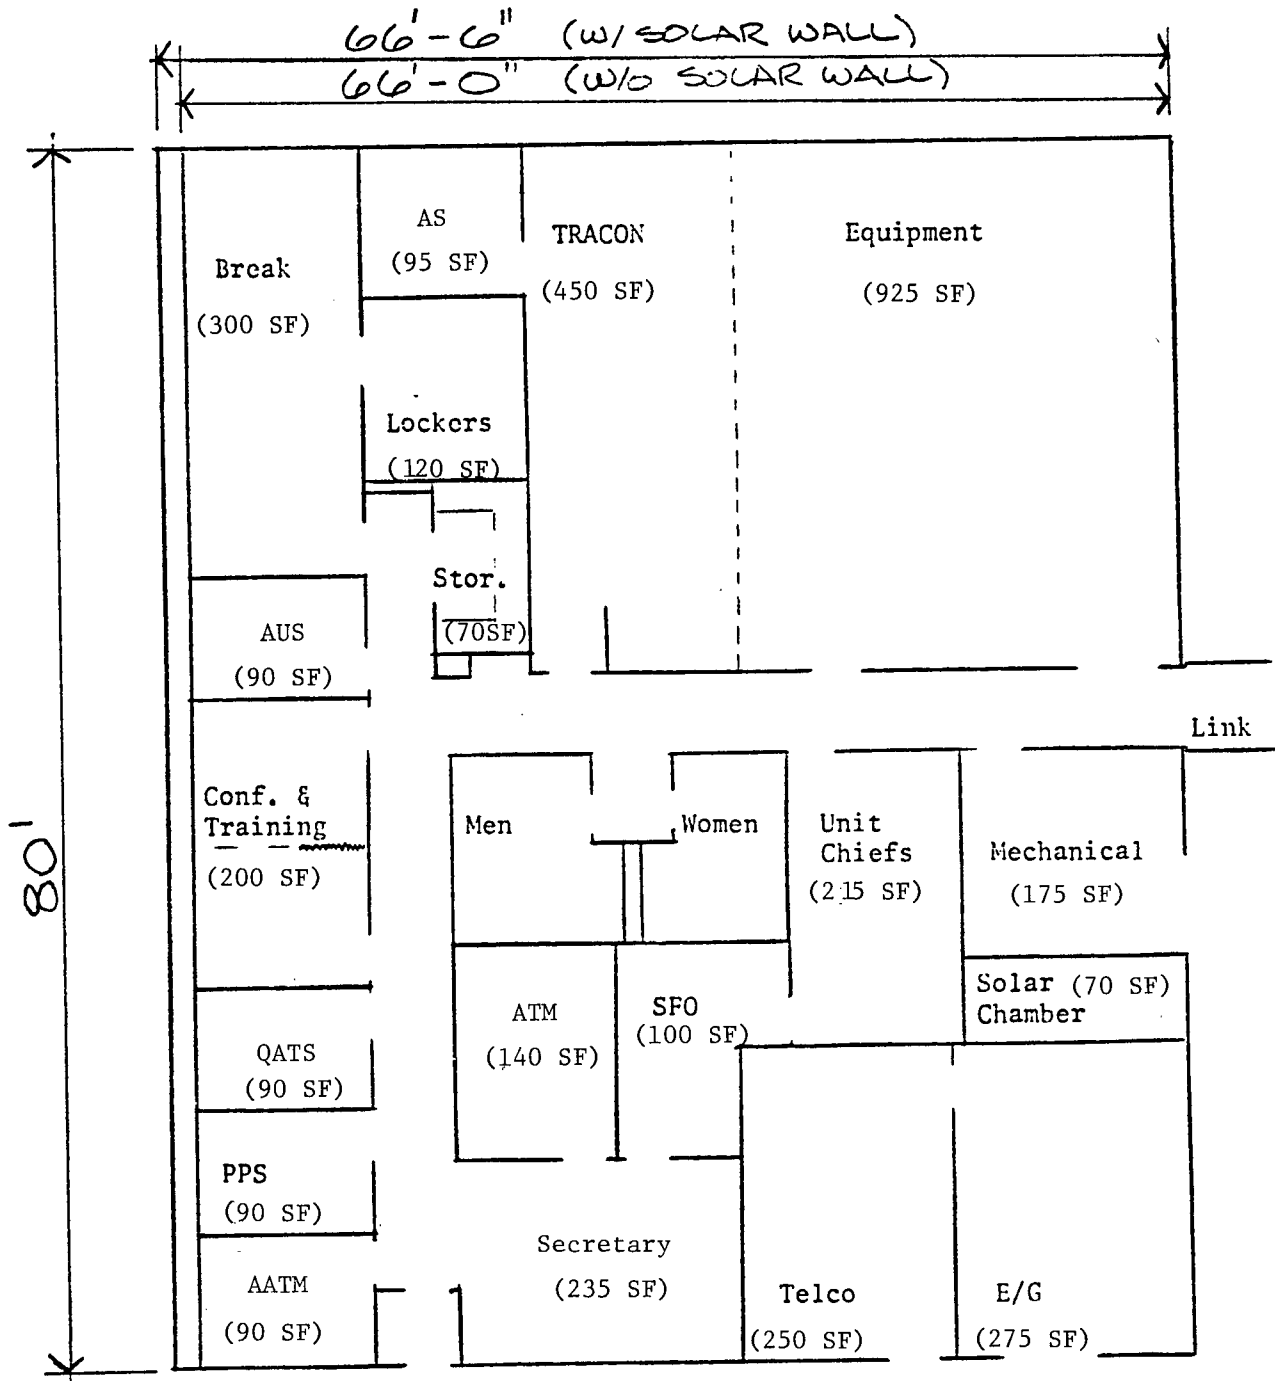 66'-6" (W/ SOLAR WALL)
66'-0" (W/O SOLAR WALL)
80'
AS
(95 SF)
TRACON
(450 SF)
Equipment
(925 SF)
Break
(300 SF)
Lockers
(120 SF)
Stor.
(70SF)
AUS
(90 SF)
Link
Conf. &
Training
(200 SF)
Men
Women
Unit
Chiefs
(215 SF)
Mechanical
(175 SF)
Solar (70 SF)
Chamber
ATM
(140 SF)
SFO
(100 SF)
QATS
(90 SF)
PPS
(90 SF)
Secretary
(235 SF)
AATM
(90 SF)
Telco
(250 SF)
E/G
(275 SF)